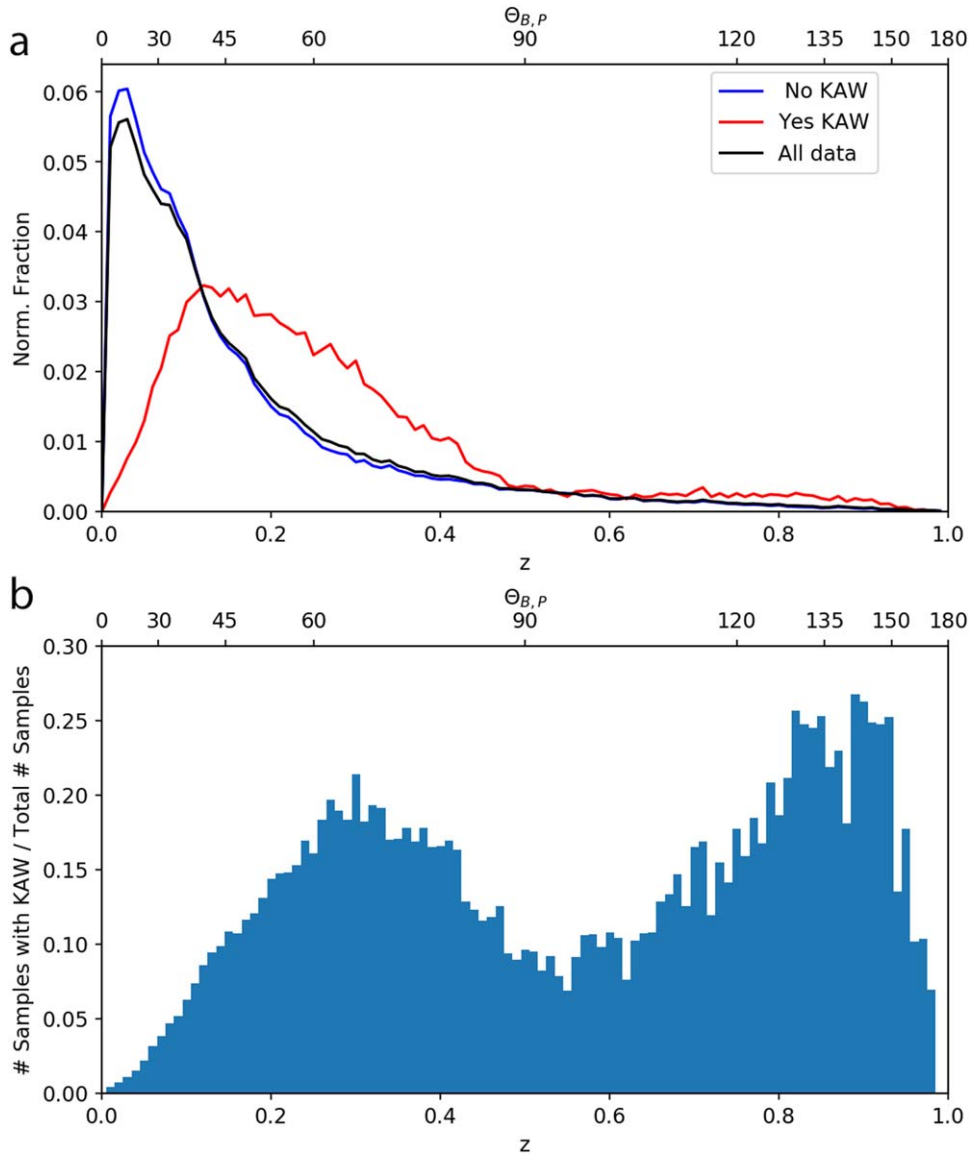 a
Θ_{B,P}
0 30 45 60 90 120 135 150 180
No KAW
Yes KAW
All data
Norm. Fraction
0.06
0.05
0.04
0.03
0.02
0.01
0.00
0.0 0.2 0.4 0.6 0.8 1.0
z
b
Θ_{B,P}
0 30 45 60 90 120 135 150 180
# Samples with KAW / Total # Samples
0.30
0.25
0.20
0.15
0.10
0.05
0.00
0.0 0.2 0.4 0.6 0.8 1.0
z